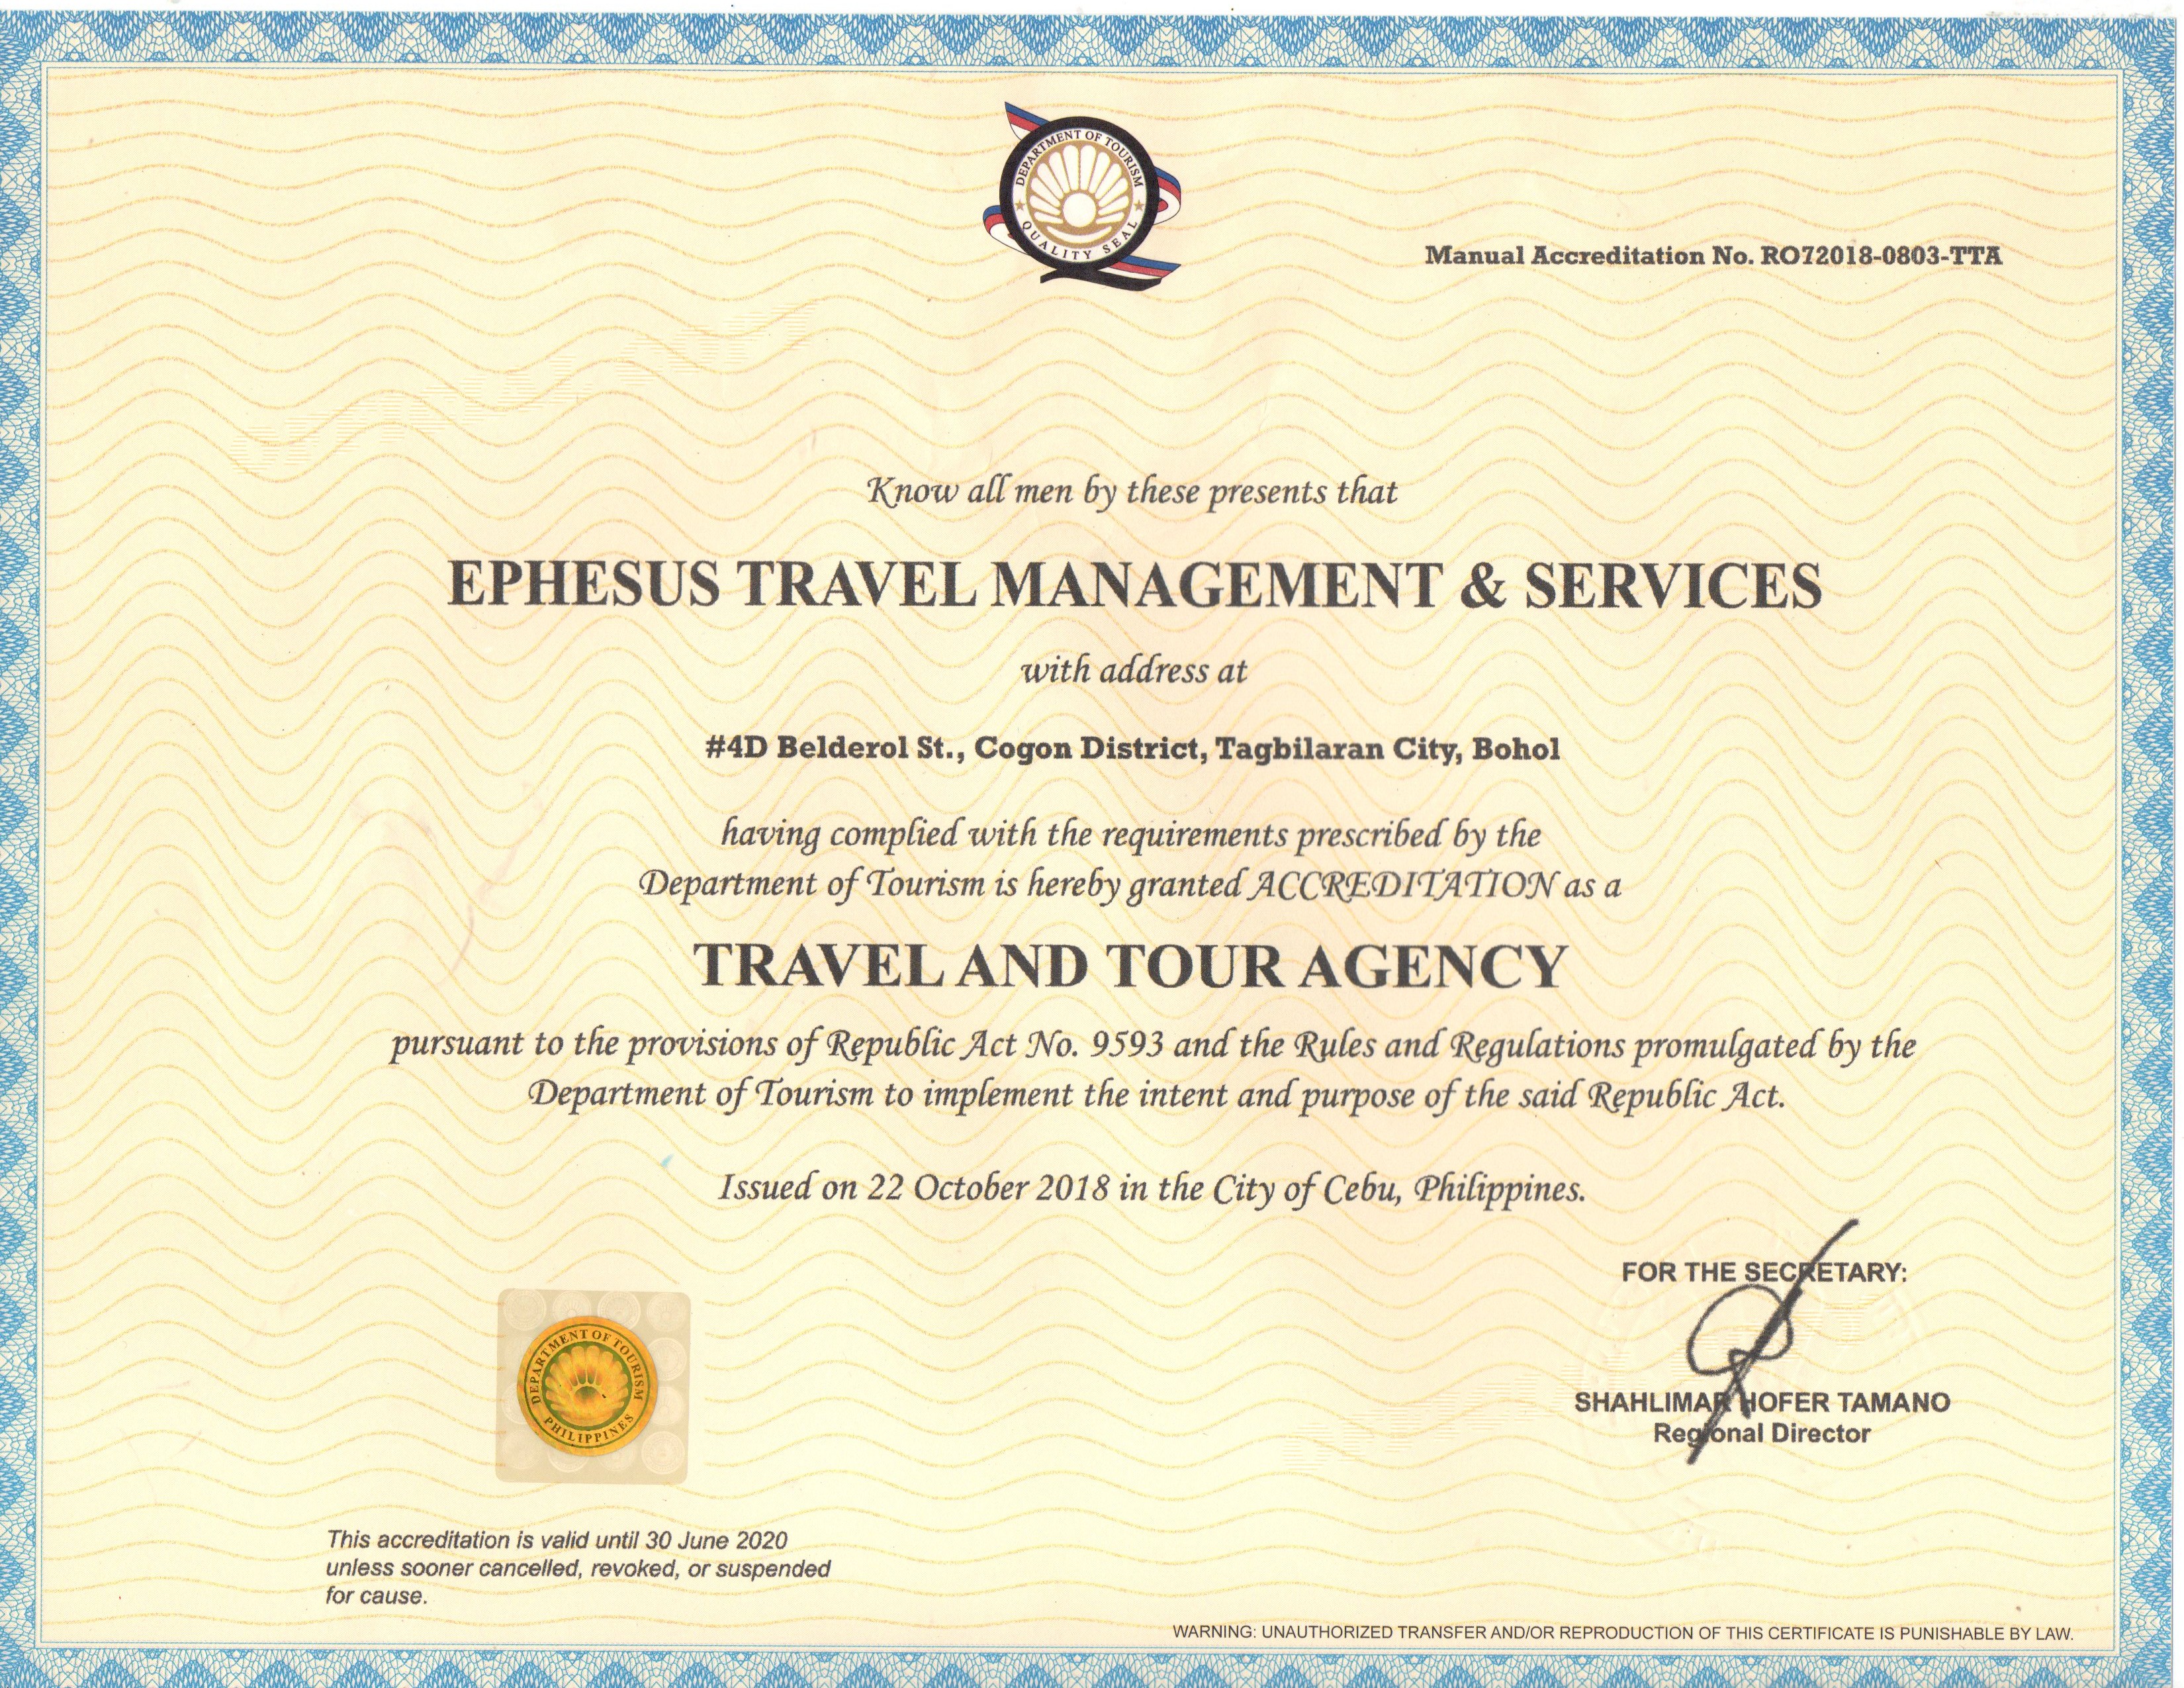 DEPARTMENT OF TOURISM
QUALITY SEAL
Manual Accreditation No. RO72018-0803-TTA
Know all men by these presents that
EPHESUS TRAVEL MANAGEMENT & SERVICES
with address at
#4D Belderol St., Cogon District, Tagbilaran City, Bohol
having complied with the requirements prescribed by the
Department of Tourism is hereby granted ACCREDITATION as a
TRAVEL AND TOUR AGENCY
pursuant to the provisions of Republic Act No. 9593 and the Rules and Regulations promulgated by the
Department of Tourism to implement the intent and purpose of the said Republic Act.
Issued on 22 October 2018 in the City of Cebu, Philippines.
FOR THE SECRETARY:
SHAHLIMAR HOFER TAMANO
Regional Director
DEPARTMENT OF TOURISM
PHILIPPINES
This accreditation is valid until 30 June 2020
unless sooner cancelled, revoked, or suspended
for cause.
WARNING: UNAUTHORIZED TRANSFER AND/OR REPRODUCTION OF THIS CERTIFICATE IS PUNISHABLE BY LAW.